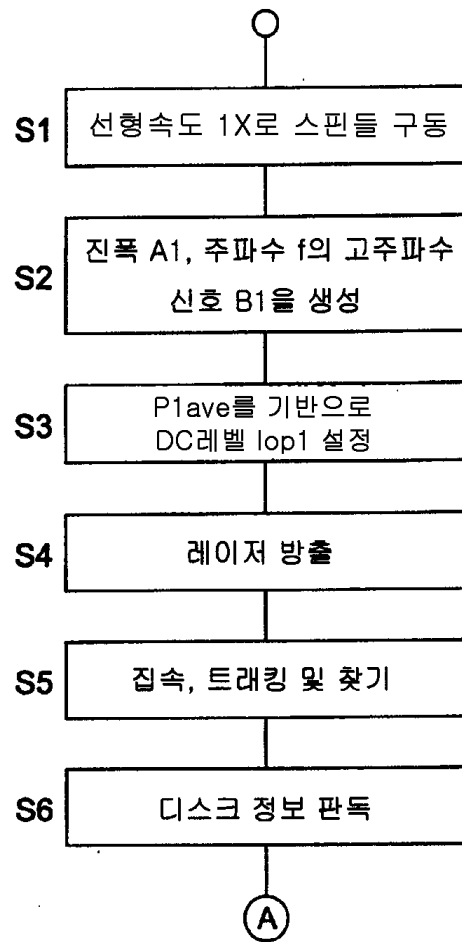 S1
선형속도 1X로 스핀들 구동
S2
진폭 A1, 주파수 f의 고주파수
신호 B1을 생성
S3
P1ave를 기반으로
DC레벨 Iop1 설정
S4
레이저 방출
S5
집속, 트래킹 및 찾기
S6
디스크 정보 판독
A